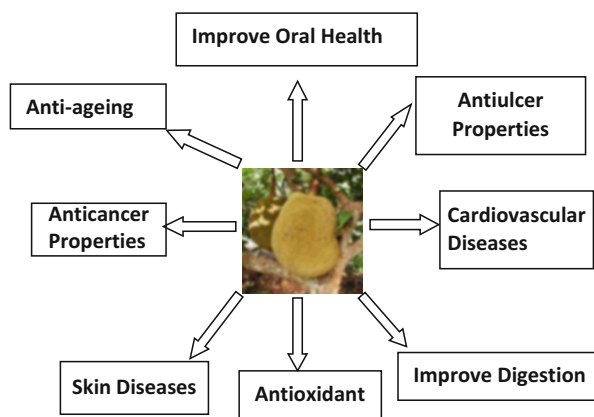 Improve Oral Health
Anti-ageing
Antiulcer
Properties
Anticancer
Properties
Cardiovascular
Diseases
Skin Diseases
Antioxidant
Improve Digestion